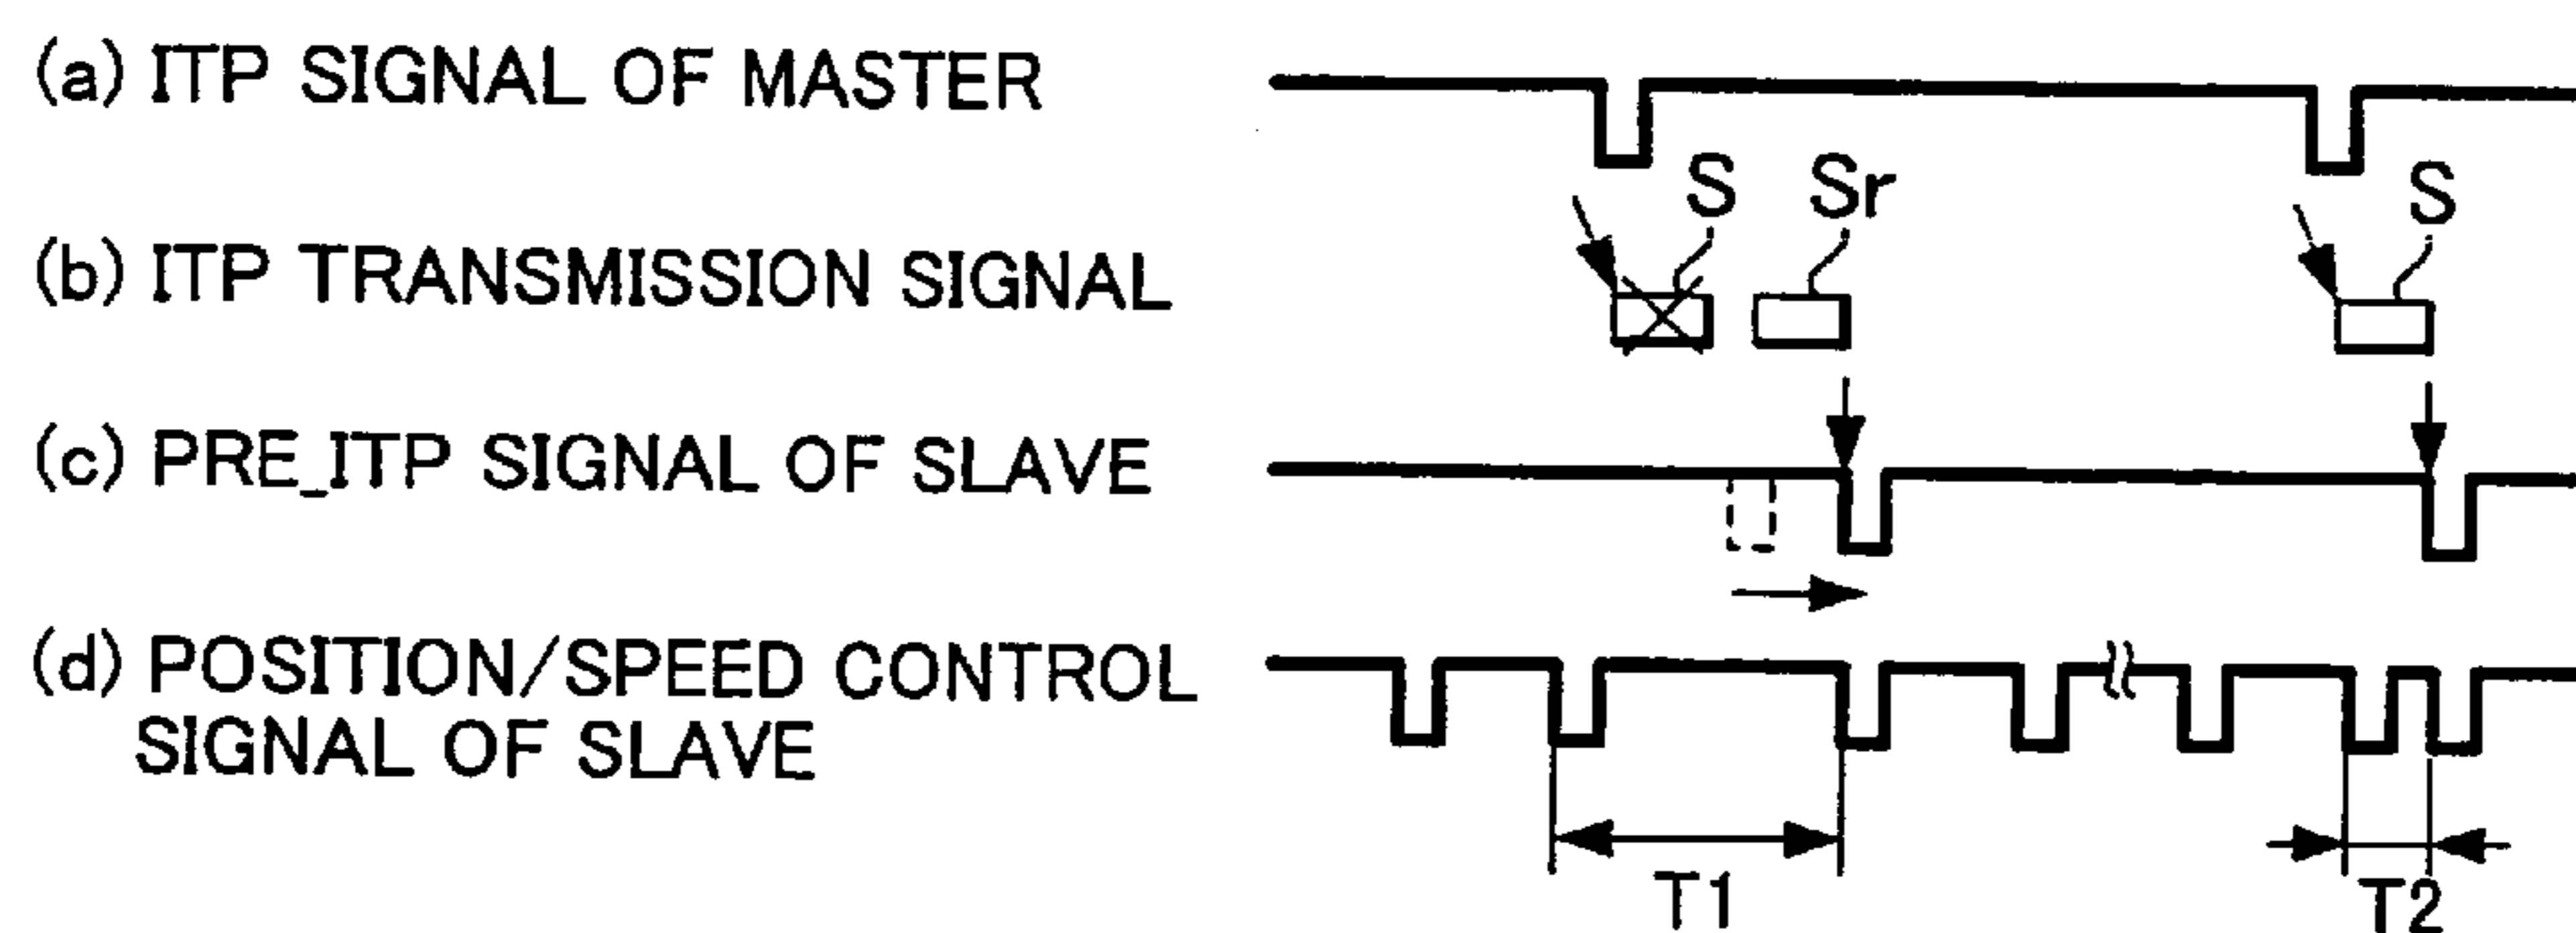 (a) ITP SIGNAL OF MASTER
S Sr S
(b) ITP TRANSMISSION SIGNAL
(c) PRE_ITP SIGNAL OF SLAVE
(d) POSITION/SPEED CONTROL
SIGNAL OF SLAVE
T1 T2